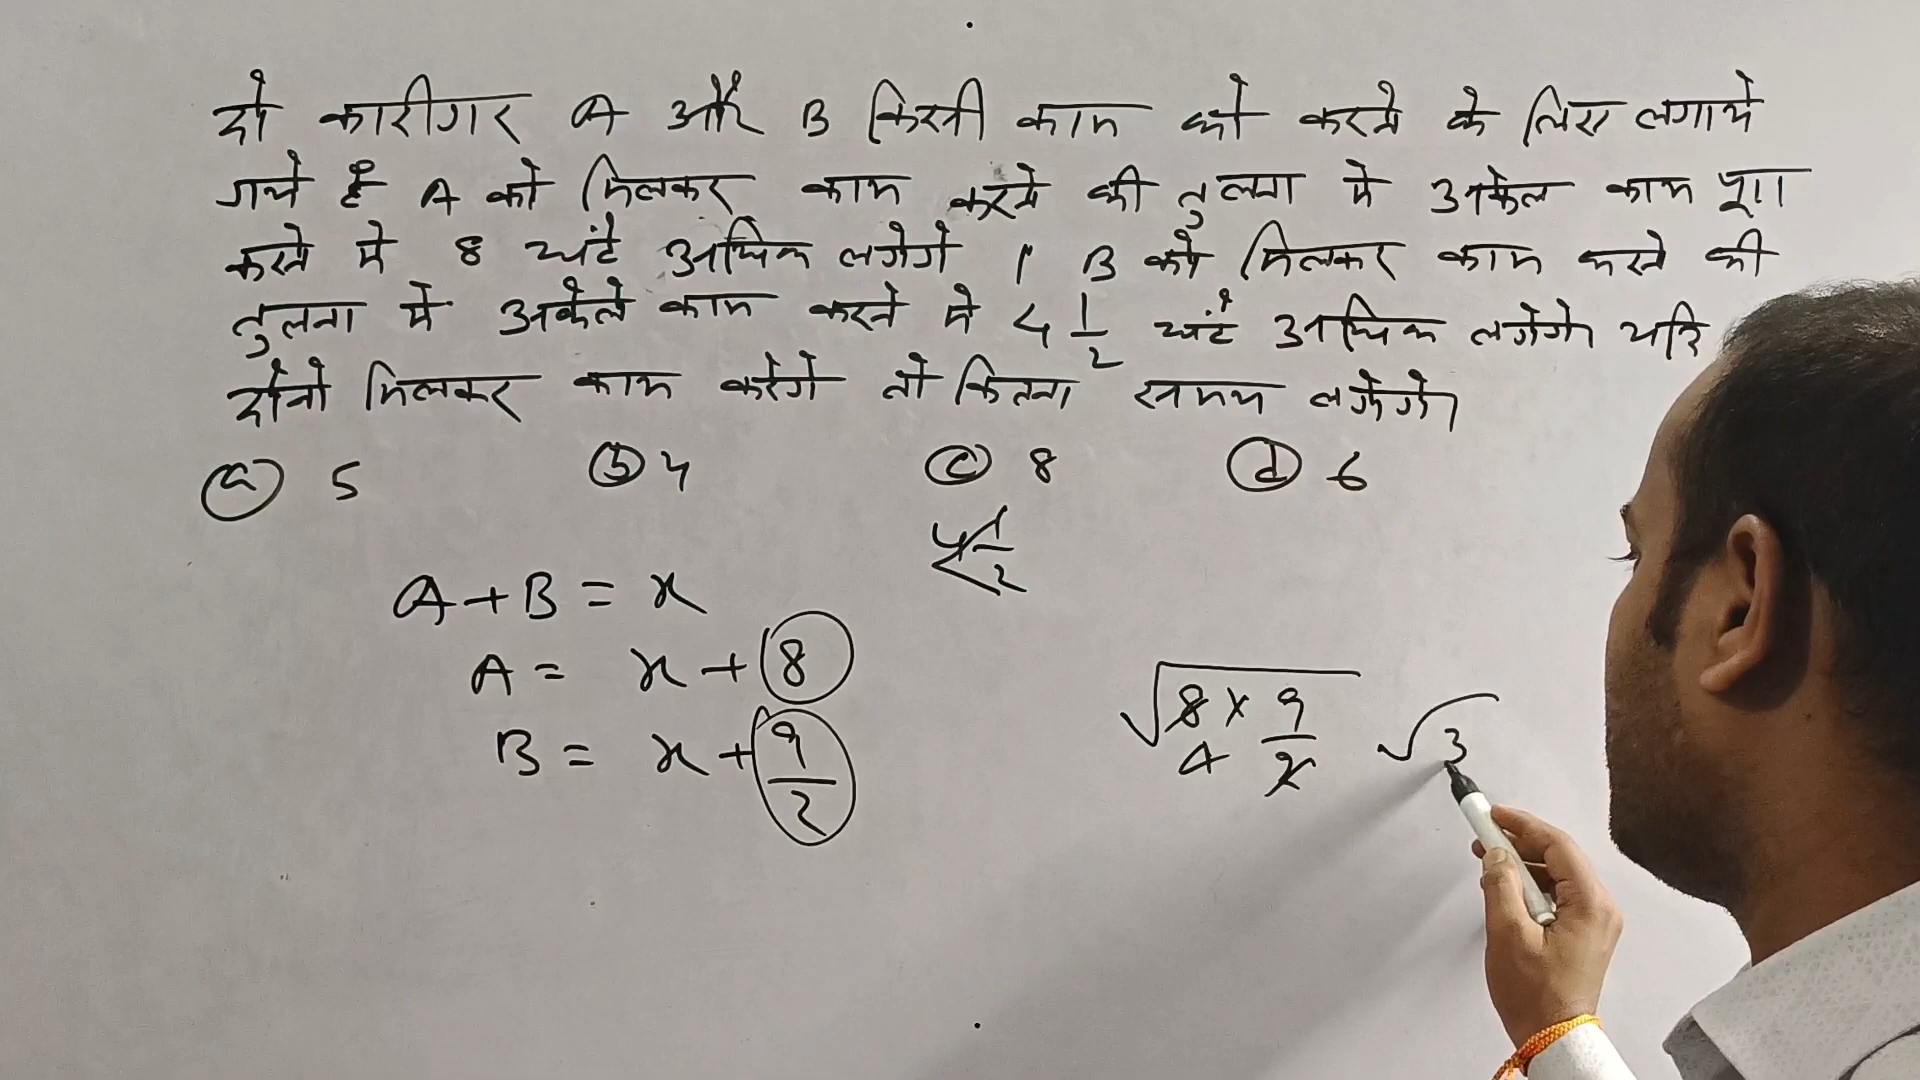 दो कारीगर A और B किसी काम को करने के लिए लगाये
गये है A को मिलकर काम करने की तुलना मे अकेल काम पूरा
करने मे 8 घंटे अधिक लगेगे । B को मिलकर काम करने की
तुलना मे अकेले काम करने मे 4 1/2 घंटे अधिक लगेगे। यदि
दोनो मिलकर काम करेगे तो कितना समय लगेगे।
(a) 5 (b) 4 (c) 8 (d) 6
4 1/2
A + B = x
A = x + 8
B = x + 9/2
√8 × 9/2 √3
4